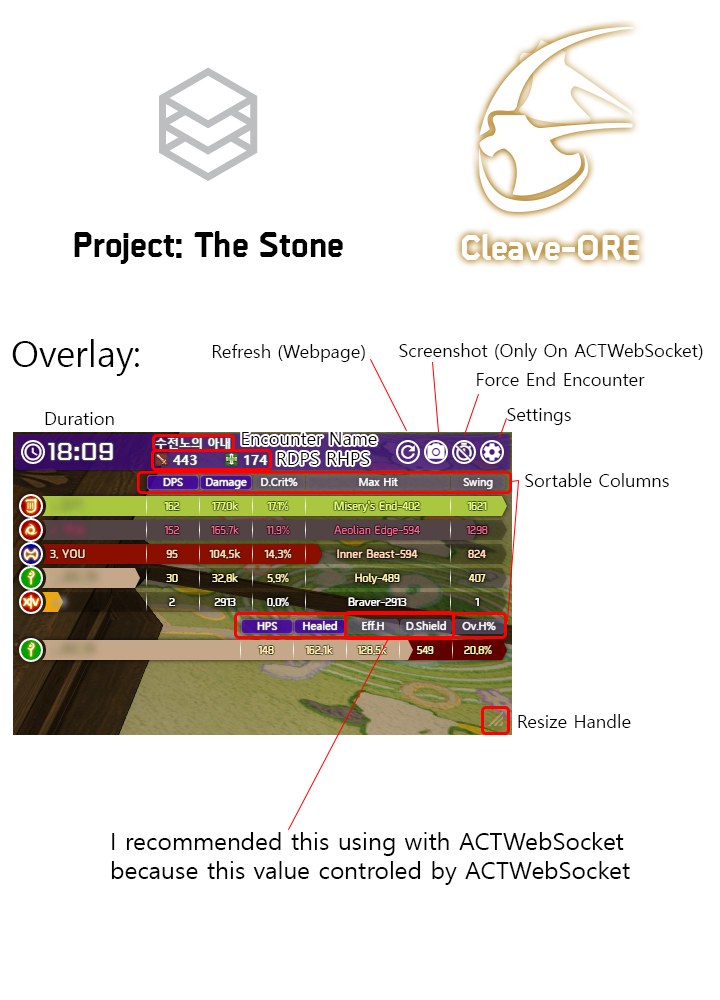 Project: The Stone
Cleave-ORE
Overlay:
Refresh (Webpage)
Screenshot (Only On ACTWebSocket)
Force End Encounter
Settings
Duration
18:09
수천노의 아내
Encounter Name
443
174
RDPS RHPS
Sortable Columns
DPS Damage D.Crit% Max Hit Swing
162 177,0k 17,1% Misery's End-402 1621
152 165,7k 11,9% Aeolian Edge-594 1298
3, YOU 95 104,5k 14,3% Inner Beast-594 824
30 32,8k 5,9% Holy-489 407
XIV 2 2913 0,0% Braver-2913 1
HPS Healed Eff.H D.Shield Ov.H%
148 162,1k 128,5k 549 20,8%
Resize Handle
I recommended this using with ACTWebSocket
because this value controled by ACTWebSocket